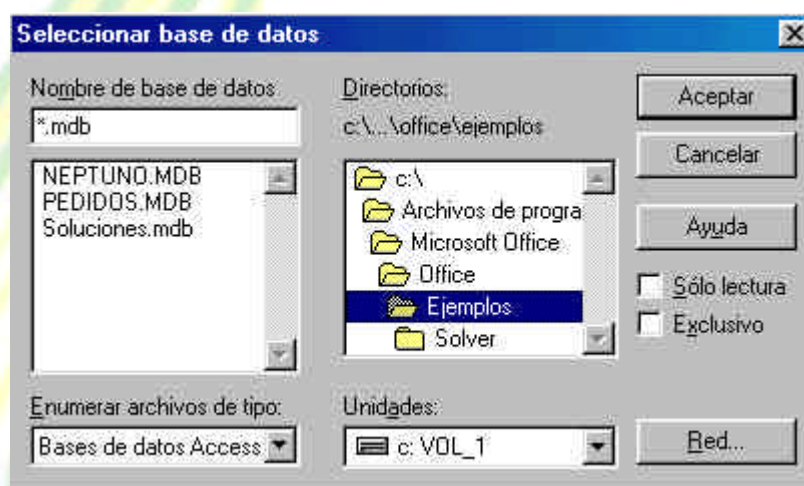 Seleccionar base de datos
Nombre de base de datos
*.mdb
NEPTUNO.MDB
PEDIDOS.MDB
Soluciones.mdb
Enumerar archivos de tipo:
Bases de datos Access
Directorios:
c:\...\office\ejemplos
c:\
Archivos de progra
Microsoft Office
Office
Ejemplos
Solver
Unidades:
c: VOL_1
Aceptar
Cancelar
Ayuda
Sólo lectura
Exclusivo
Red...